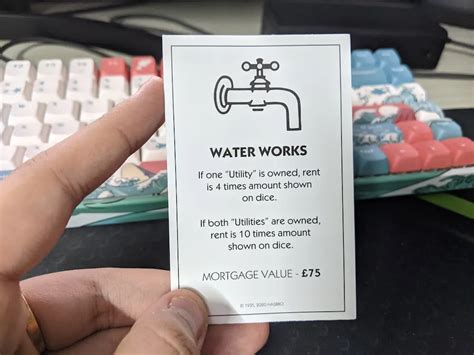 WATER WORKS
If one "Utility" is owned, rent
is 4 times amount shown
on dice.
If both "Utilities" are owned,
rent is 10 times amount
shown on dice.
MORTGAGE VALUE - £75
HASBRO